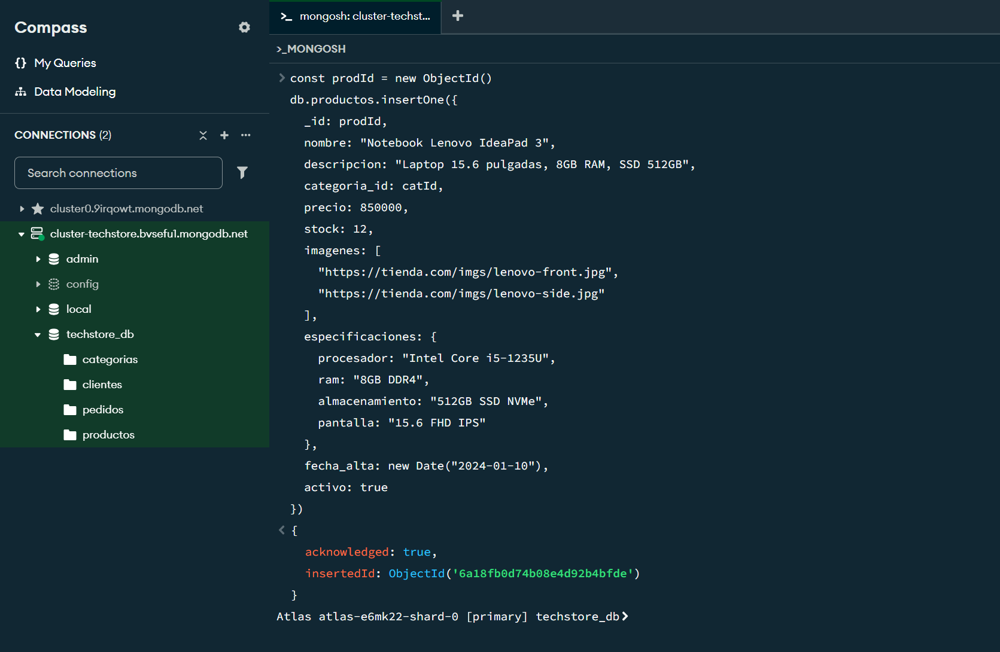 Compass
My Queries
Data Modeling
CONNECTIONS (2)
Search connections
cluster0.9irqowt.mongodb.net
cluster-techstore.bvsefu1.mongodb.net
admin
config
local
techstore_db
categorias
clientes
pedidos
productos
>_ mongosh: cluster-techst...
>_MONGOSH
const prodId = new ObjectId()
db.productos.insertOne({
  _id: prodId,
  nombre: "Notebook Lenovo IdeaPad 3",
  descripcion: "Laptop 15.6 pulgadas, 8GB RAM, SSD 512GB",
  categoria_id: catId,
  precio: 850000,
  stock: 12,
  imagenes: [
    "https://tienda.com/imgs/lenovo-front.jpg",
    "https://tienda.com/imgs/lenovo-side.jpg"
  ],
  especificaciones: {
    procesador: "Intel Core i5-1235U",
    ram: "8GB DDR4",
    almacenamiento: "512GB SSD NVMe",
    pantalla: "15.6 FHD IPS"
  },
  fecha_alta: new Date("2024-01-10"),
  activo: true
})
{
  acknowledged: true,
  insertedId: ObjectId('6a18fb0d74b08e4d92b4bfde')
}
Atlas atlas-e6mk22-shard-0 [primary] techstore_db>